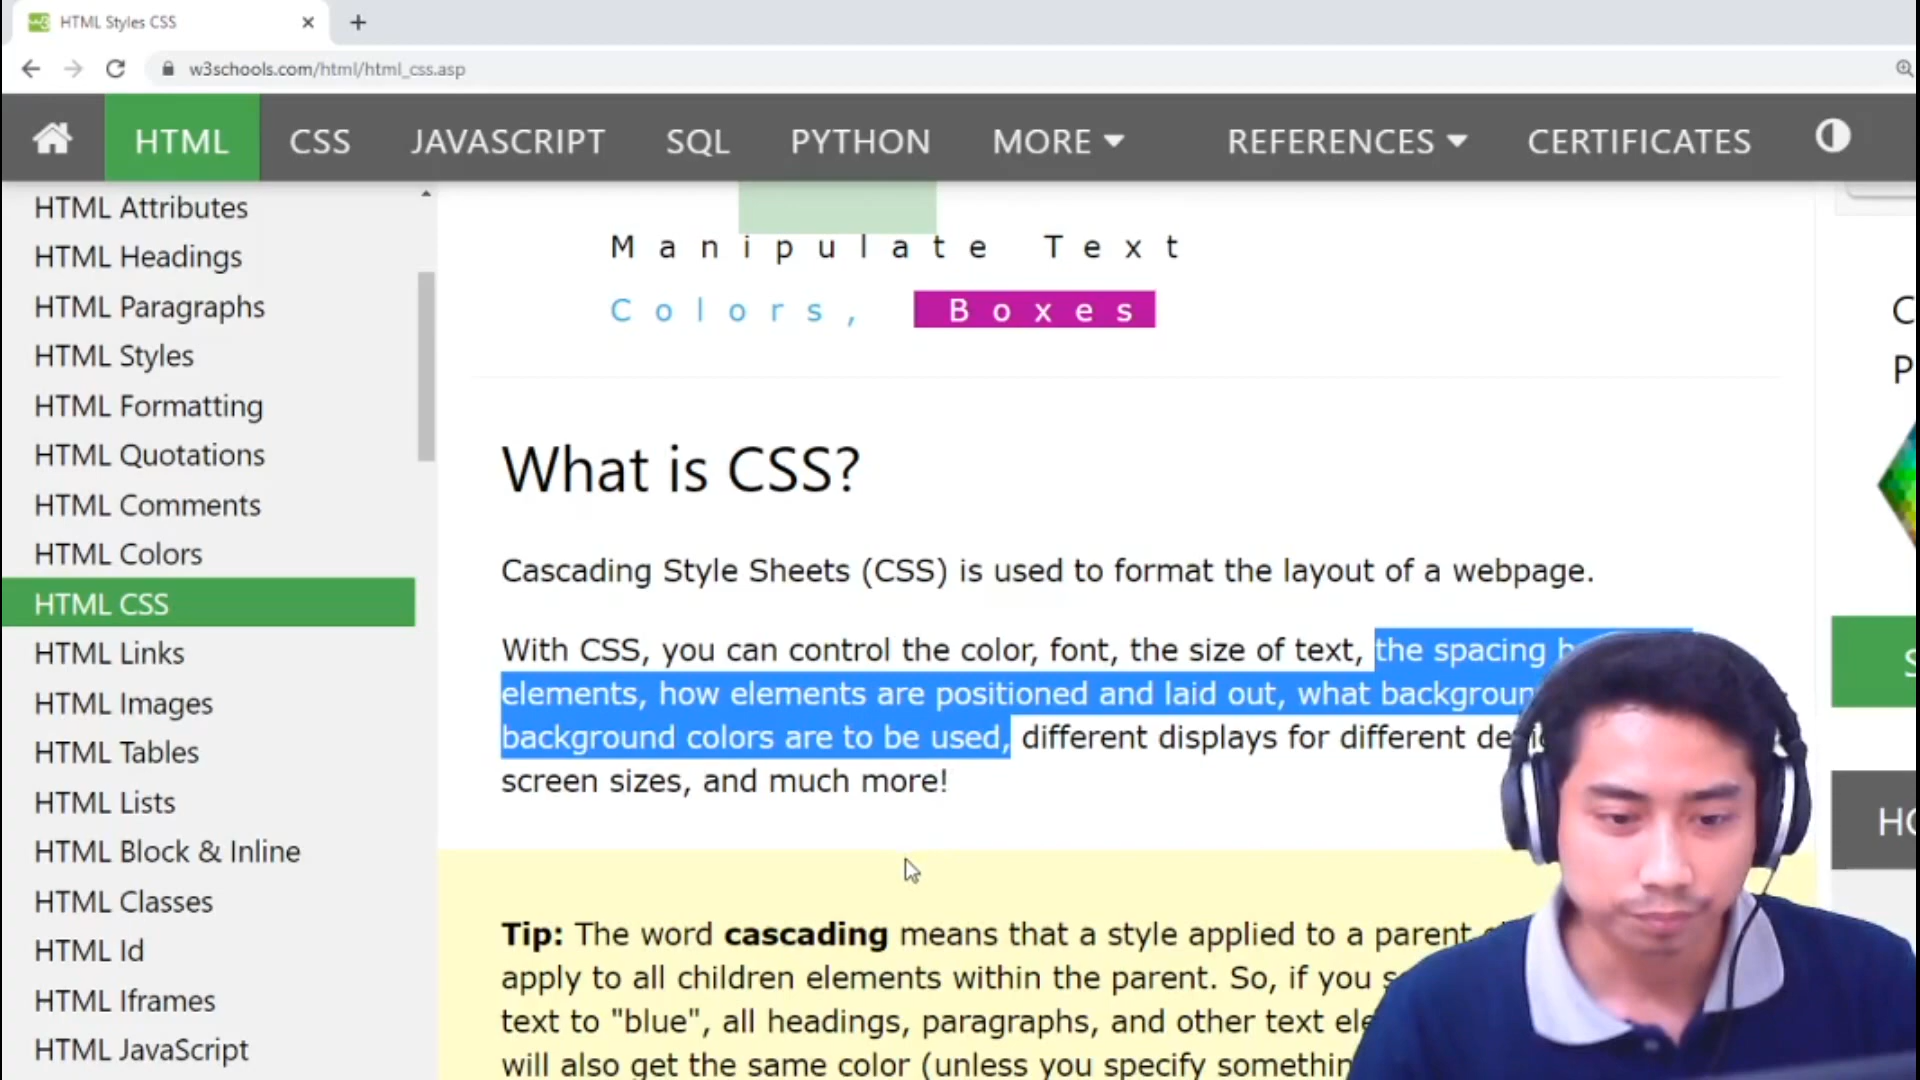 HTML Styles CSS
w3schools.com/html/html_css.asp
HTML CSS JAVASCRIPT SQL PYTHON MORE REFERENCES CERTIFICATES
HTML Attributes
HTML Headings
HTML Paragraphs
HTML Styles
HTML Formatting
HTML Quotations
HTML Comments
HTML Colors
HTML CSS
HTML Links
HTML Images
HTML Tables
HTML Lists
HTML Block & Inline
HTML Classes
HTML Id
HTML Iframes
HTML JavaScript
Manipulate Text
Colors, Boxes
What is CSS?
Cascading Style Sheets (CSS) is used to format the layout of a webpage.
With CSS, you can control the color, font, the size of text, the spacing
elements, how elements are positioned and laid out, what
background colors are to be used, different displays for different
screen sizes, and much more!
Tip: The word cascading means that a style applied to a parent
apply to all children elements within the parent. So, if you
text to "blue", all headings, paragraphs, and other text
will also get the same color (unless you specify